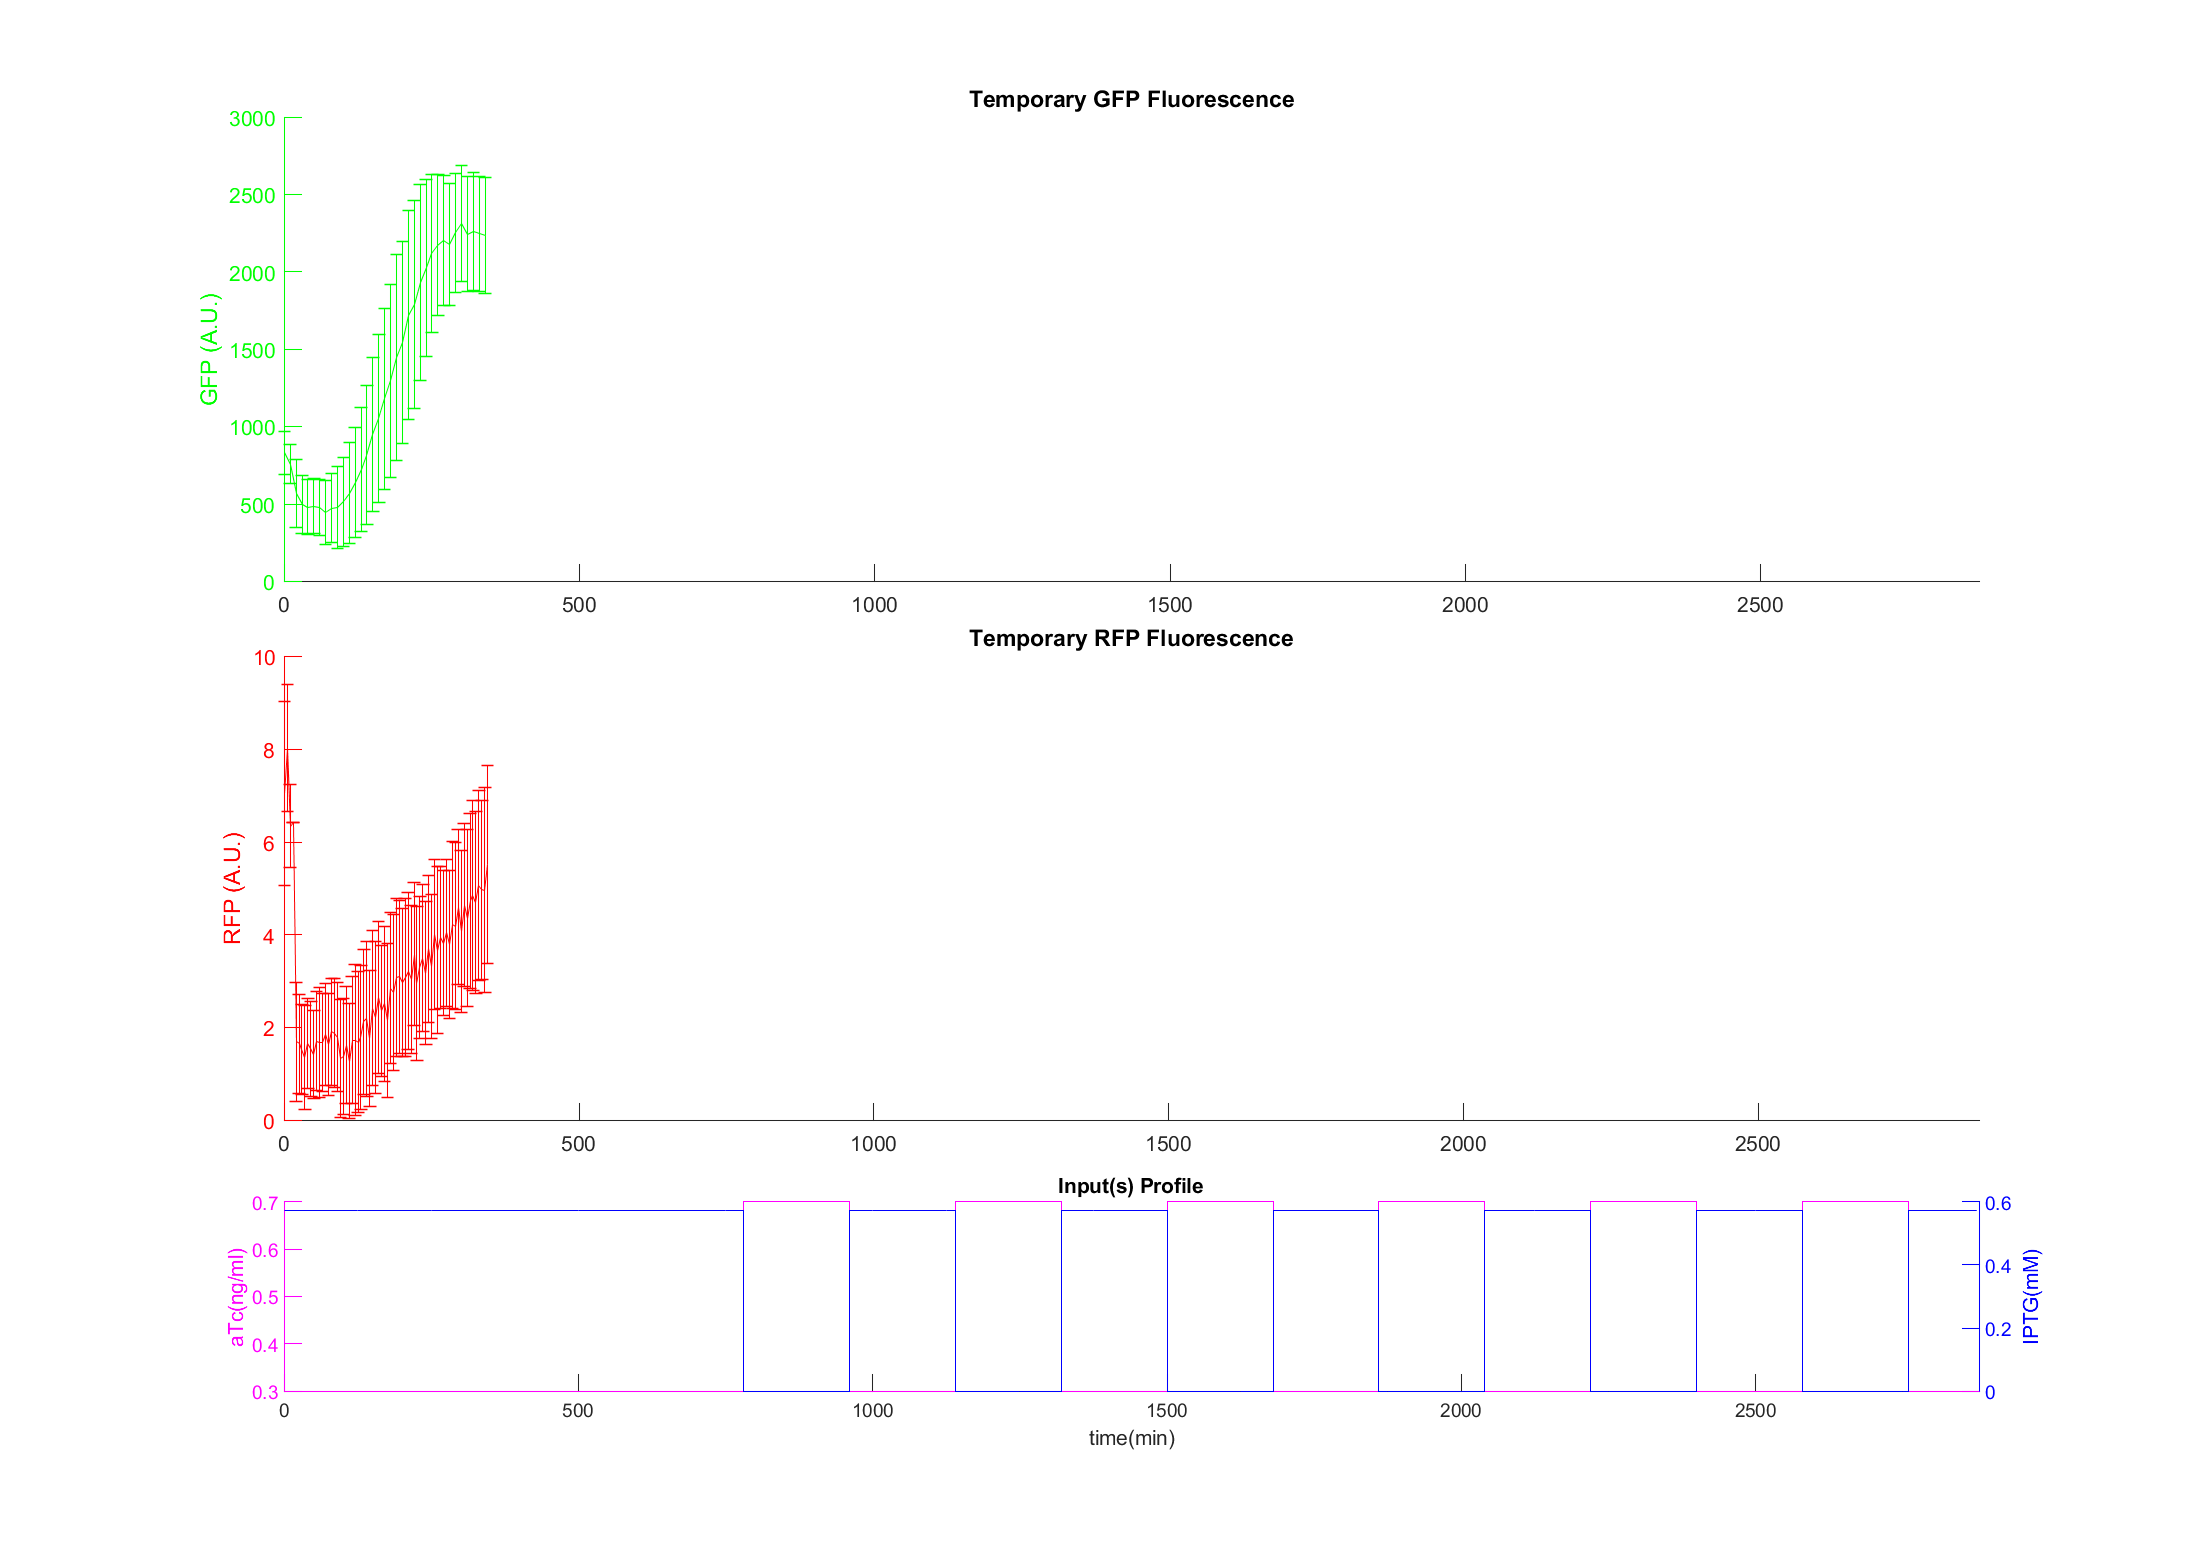 Temporary GFP Fluorescence
GFP (A.U.)
3000
2500
2000
1500
1000
500
0
0 500 1000 1500 2000 2500
Temporary RFP Fluorescence
RFP (A.U.)
10
8
6
4
2
0
0 500 1000 1500 2000 2500
Input(s) Profile
aTc(ng/ml)
0.7
0.6
0.5
0.4
0.3
0.6
0.4
0.2
0
IPTG(mM)
0 500 1000 1500 2000 2500
time(min)